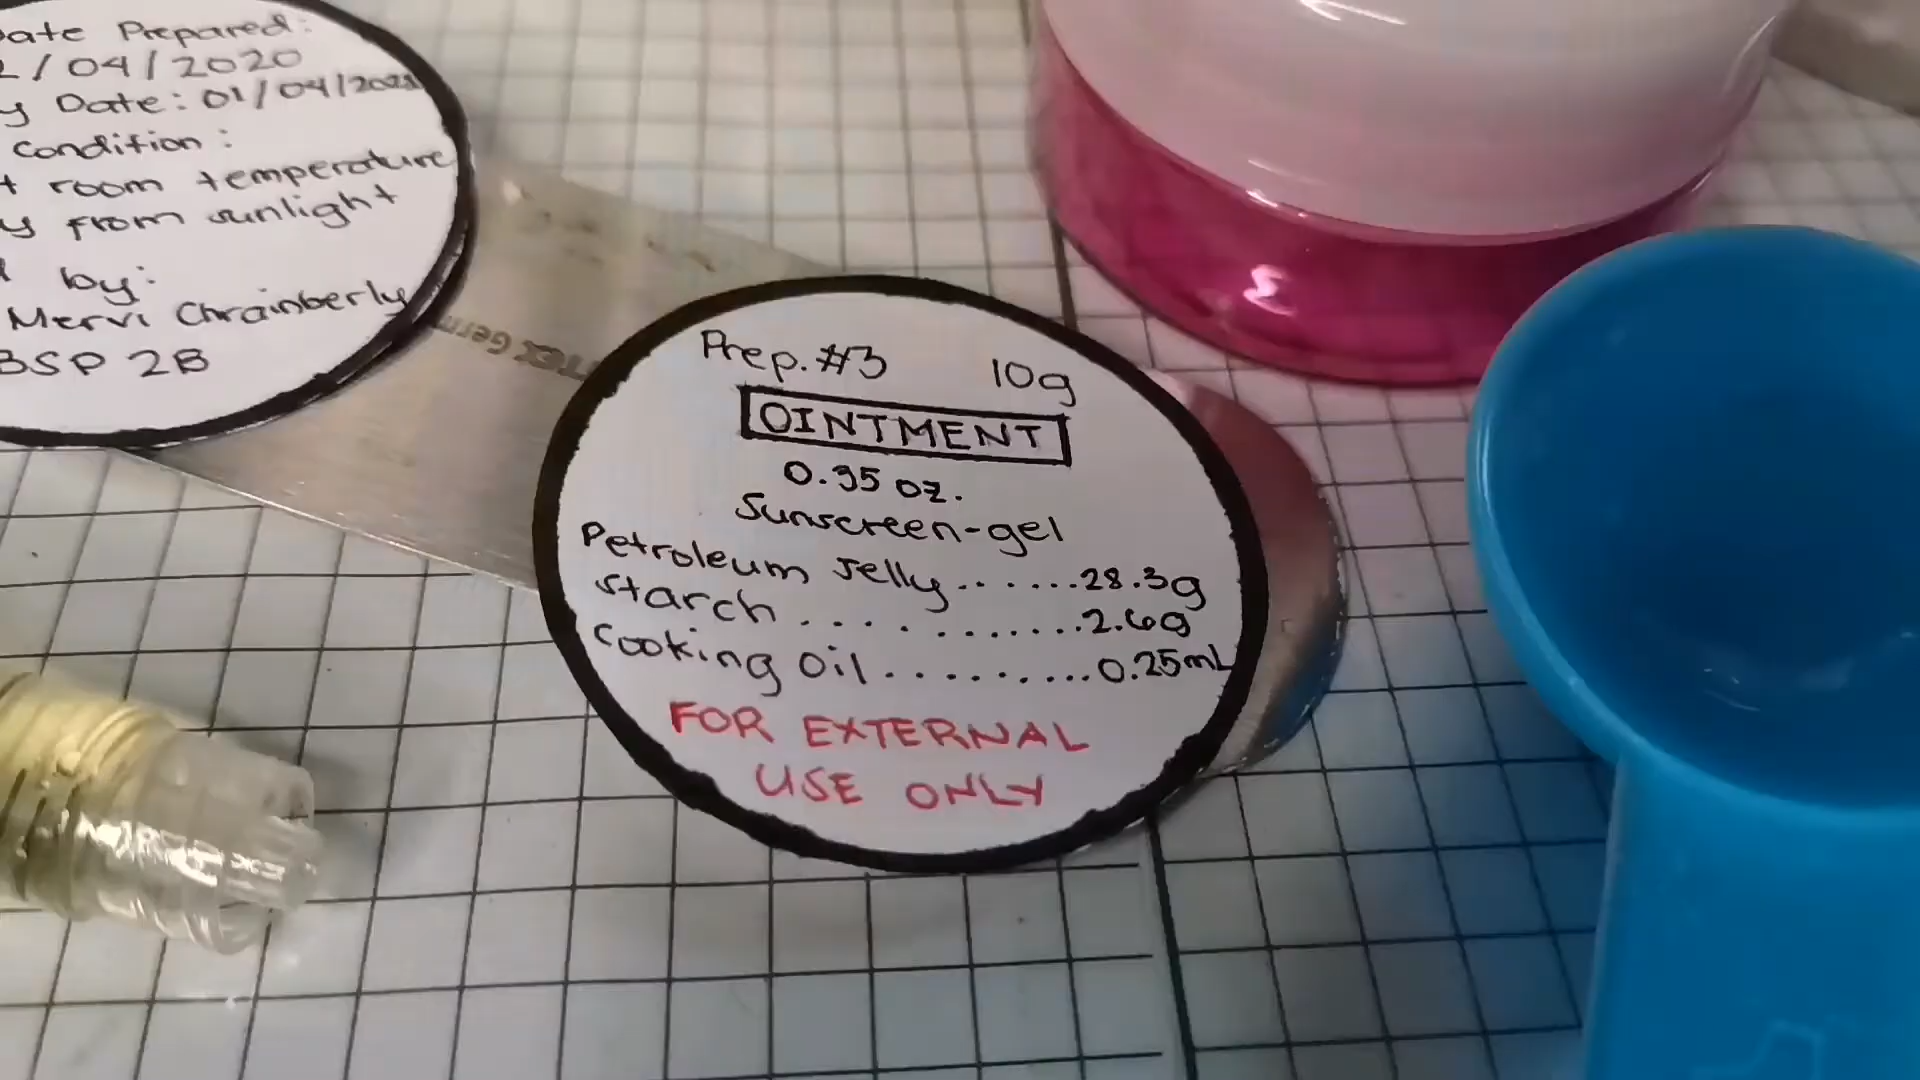 ate Prepared:
2/04/2020
y Date: 01/04/2021
Condition:
t room temperature
y from sunlight
d by:
Mervi Chrainberly
BSP 2B
Prep. #3 10g
OINTMENT
0.35 oz.
Sunscreen-gel
Petroleum Jelly.......28.3g
Starch............2.6g
Cooking Oil..........0.25mL
FOR EXTERNAL
USE ONLY